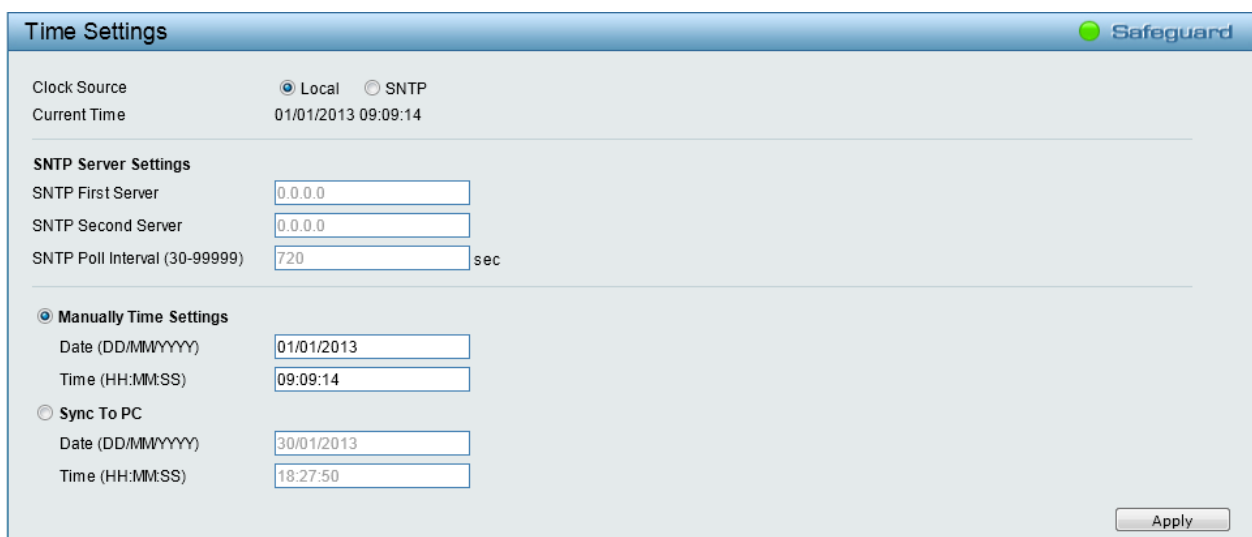 Time Settings Safeguard
Clock Source Local SNTP
Current Time 01/01/2013 09:09:14
SNTP Server Settings
SNTP First Server 0.0.0.0
SNTP Second Server 0.0.0.0
SNTP Poll Interval (30-99999) 720 sec
Manually Time Settings
Date (DD/MM/YYYY) 01/01/2013
Time (HH:MM:SS) 09:09:14
Sync To PC
Date (DD/MM/YYYY) 30/01/2013
Time (HH:MM:SS) 18:27:50
Apply